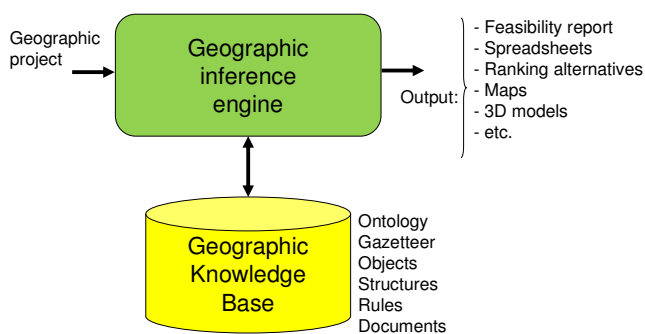 Geographic
project
Geographic
inference
engine
Output:
- Feasibility report
- Spreadsheets
- Ranking alternatives
- Maps
- 3D models
- etc.
Geographic
Knowledge
Base
Ontology
Gazetteer
Objects
Structures
Rules
Documents